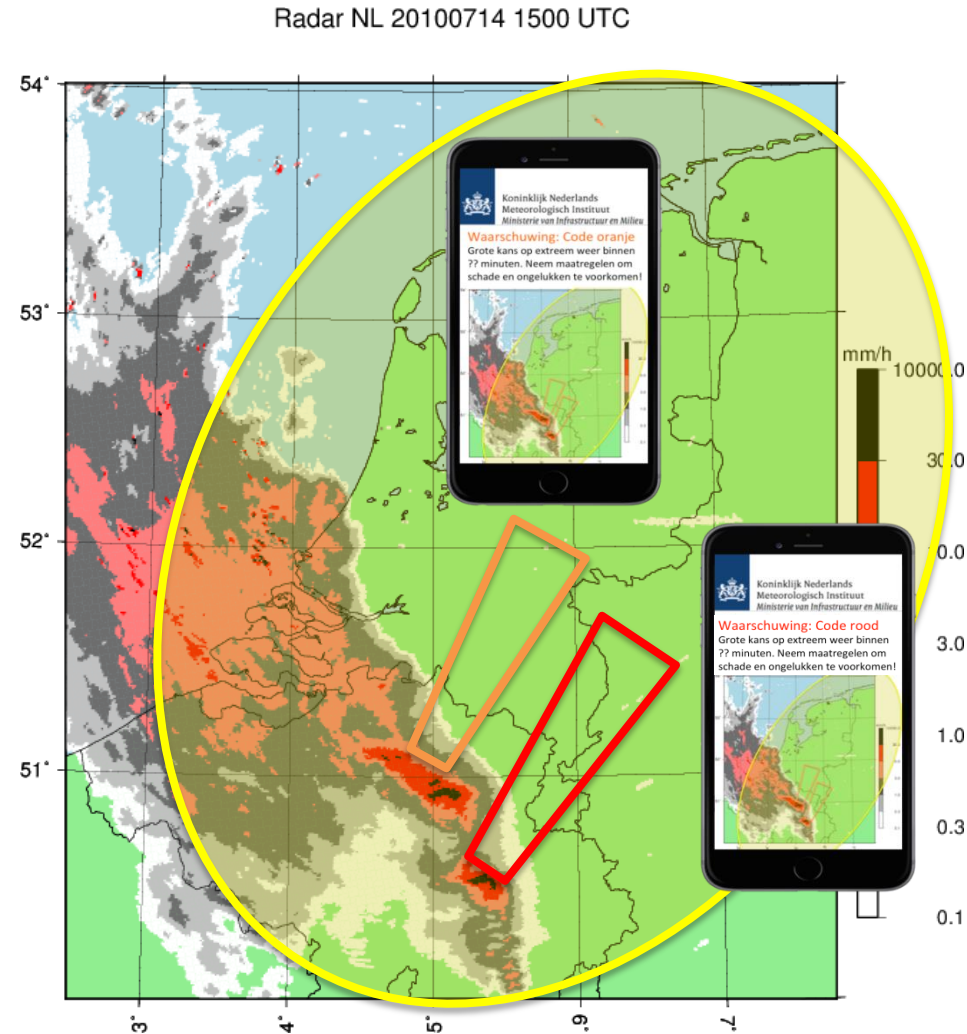 Radar NL 20100714 1500 UTC
54°
53°
52°
51°
3°
4°
5°
6°
7°
mm/h
10000.0
30.0
0.0
3.0
1.0
0.3
0.1
Koninklijk Nederlands
Meteorologisch Instituut
Ministerie van Infrastructuur en Milieu
Waarschuwing: Code oranje
Grote kans op extreem weer binnen
?? minuten. Neem maatregelen om
schade en ongelukken te voorkomen!
Koninklijk Nederlands
Meteorologisch Instituut
Ministerie van Infrastructuur en Milieu
Waarschuwing: Code rood
Grote kans op extreem weer binnen
?? minuten. Neem maatregelen om
schade en ongelukken te voorkomen!